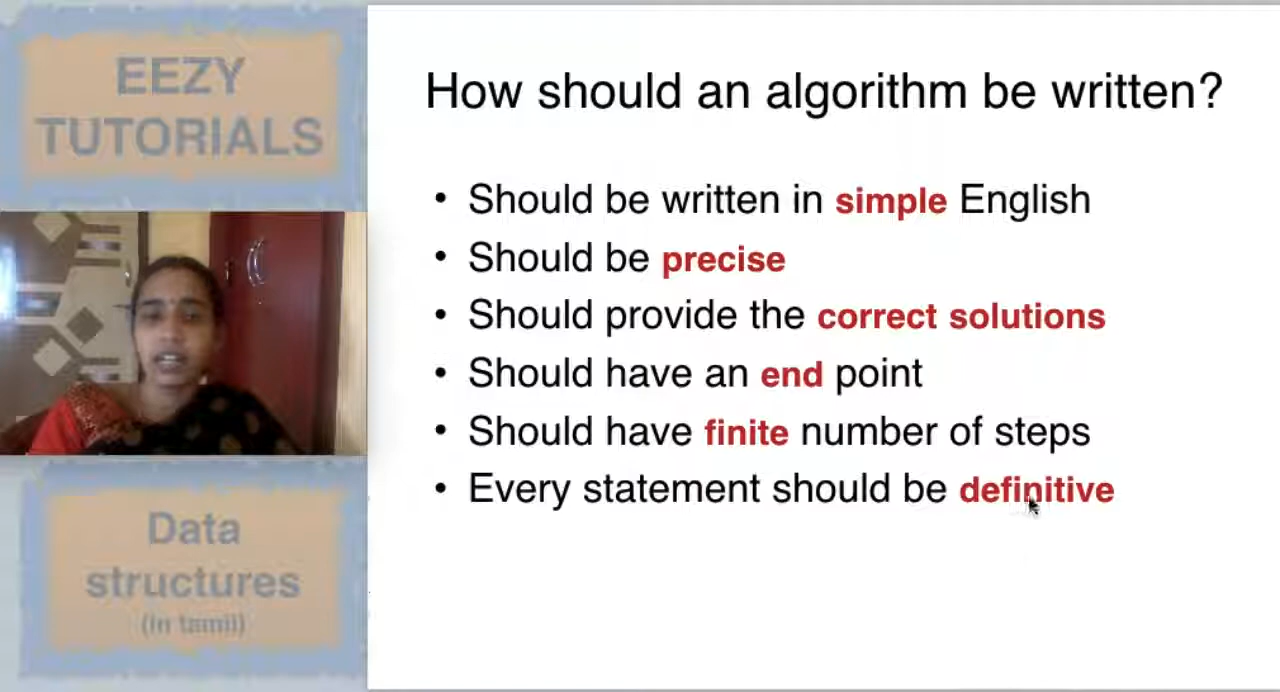 EEZY
TUTORIALS
How should an algorithm be written?
• Should be written in simple English
• Should be precise
• Should provide the correct solutions
• Should have an end point
• Should have finite number of steps
• Every statement should be definitive
Data
structures
(in tamil)